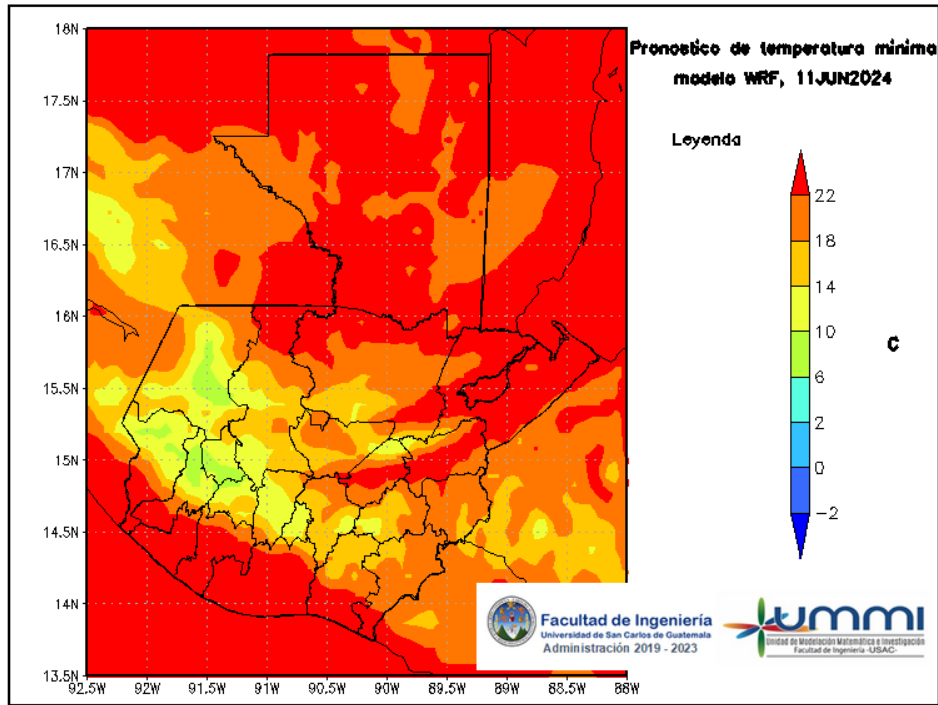 Pronostico de temperatura minima
modelo WRF, 11JUN2024
Leyenda
22
18
14
10
6
2
0
−2
C
18N
17.5N
17N
16.5N
16N
15.5N
15N
14.5N
14N
13.5N
92.5W
92W
91.5W
91W
90.5W
90W
89.5W
89W
88.5W
88W
Facultad de Ingeniería
Universidad de San Carlos de Guatemala
Administración 2019 - 2023
UMMI
Unidad de Modelación Matemática e Investigación
Facultad de Ingeniería -USAC-